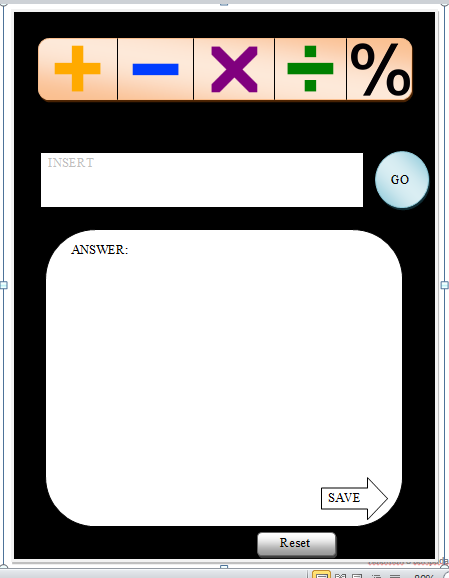 + − × ÷ %
INSERT
GO
ANSWER:
SAVE
Reset